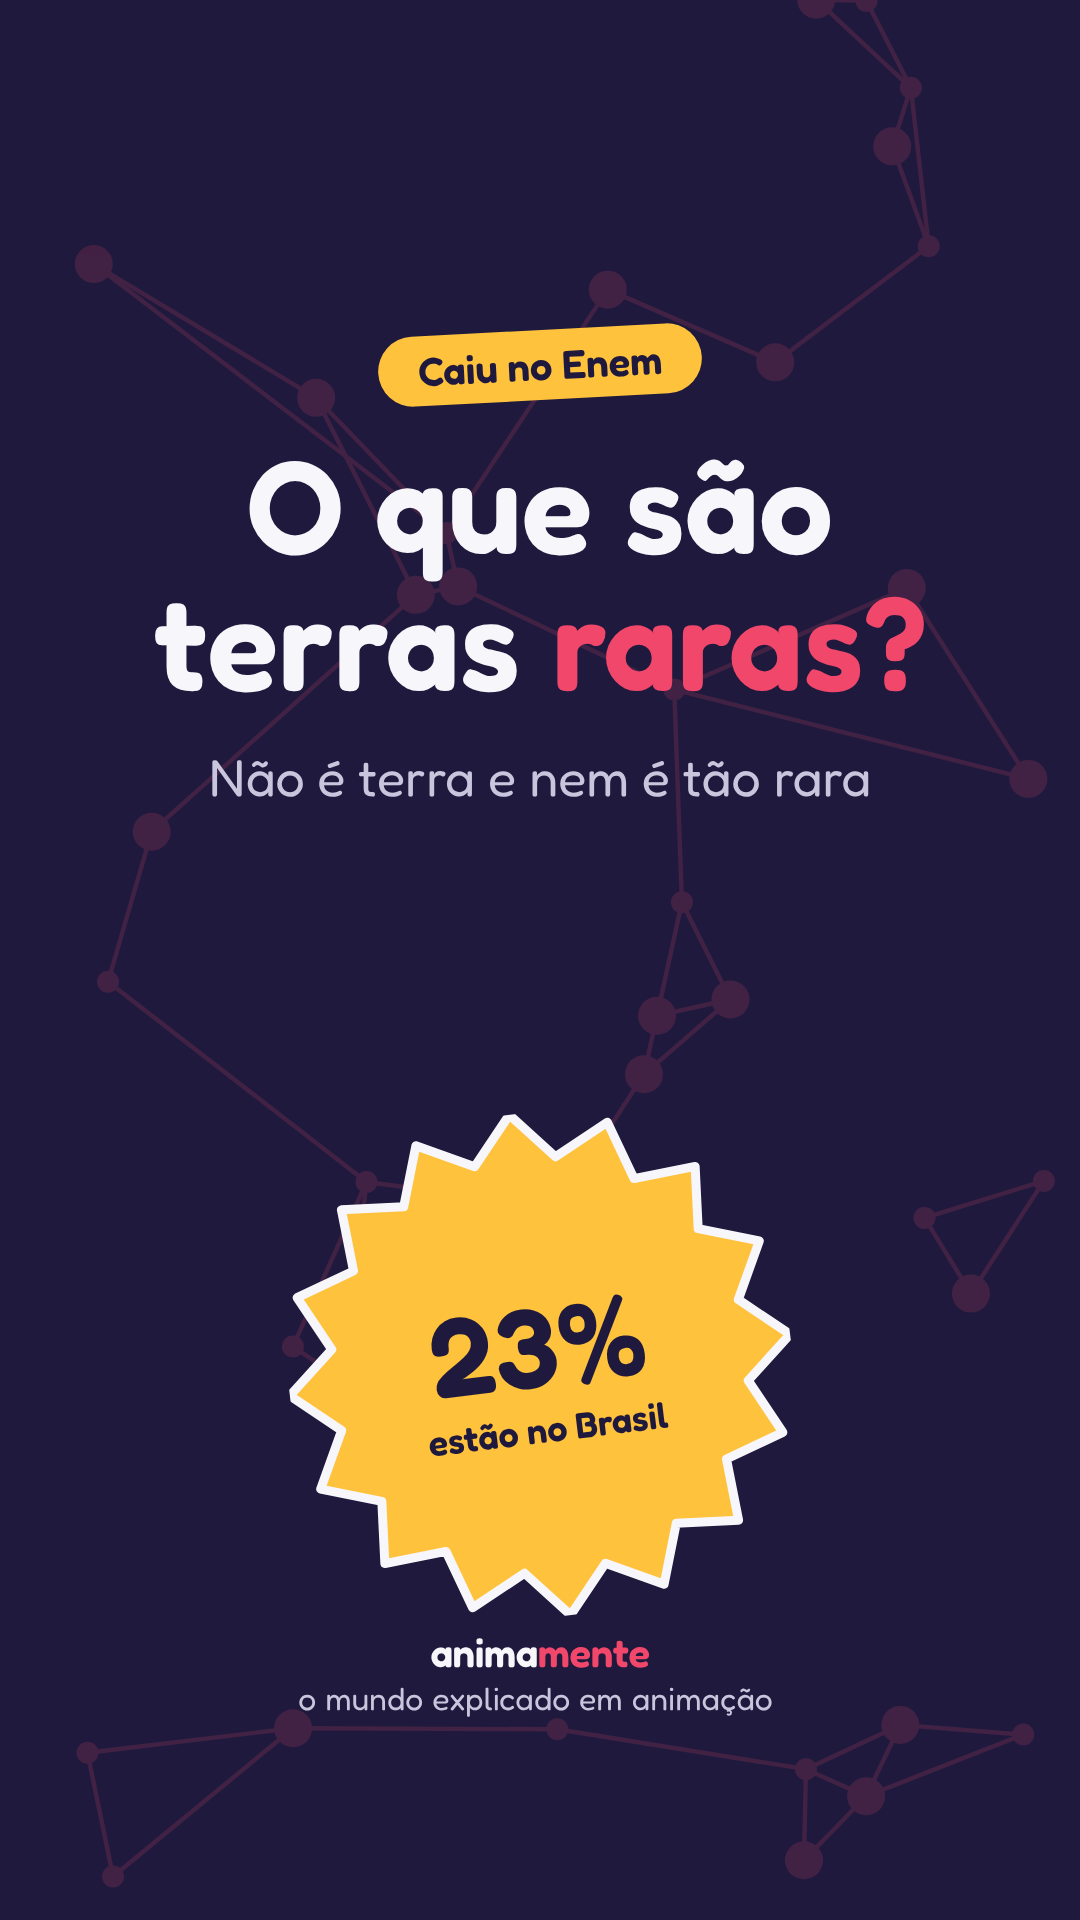 Caiu no Enem
O que são
terras raras?
Não é terra e nem é tão rara
23%
estão no Brasil
animamente
o mundo explicado em animação